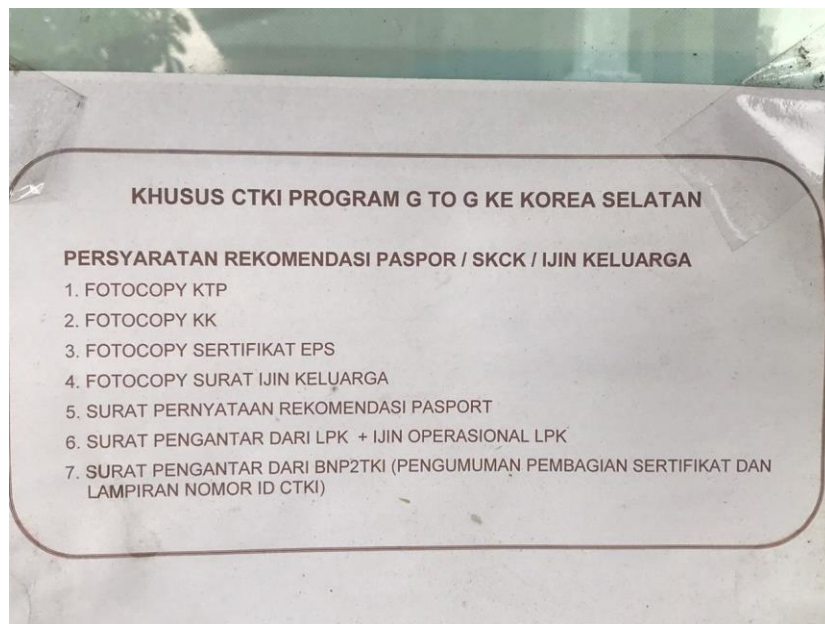 KHUSUS CTKI PROGRAM G TO G KE KOREA SELATAN
PERSYARATAN REKOMENDASI PASPOR / SKCK / IJIN KELUARGA
1. FOTOCOPY KTP
2. FOTOCOPY KK
3. FOTOCOPY SERTIFIKAT EPS
4. FOTOCOPY SURAT IJIN KELUARGA
5. SURAT PERNYATAAN REKOMENDASI PASPORT
6. SURAT PENGANTAR DARI LPK + IJIN OPERASIONAL LPK
7. SURAT PENGANTAR DARI BNP2TKI (PENGUMUMAN PEMBAGIAN SERTIFIKAT DAN
LAMPIRAN NOMOR ID CTKI)